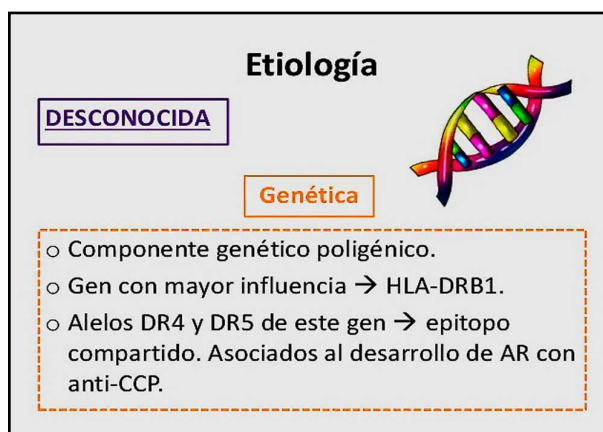 Etiología
DESCONOCIDA
Genética
o Componente genético poligénico.
o Gen con mayor influencia → HLA-DRB1.
o Alelos DR4 y DR5 de este gen → epitopo
compartido. Asociados al desarrollo de AR con
anti-CCP.